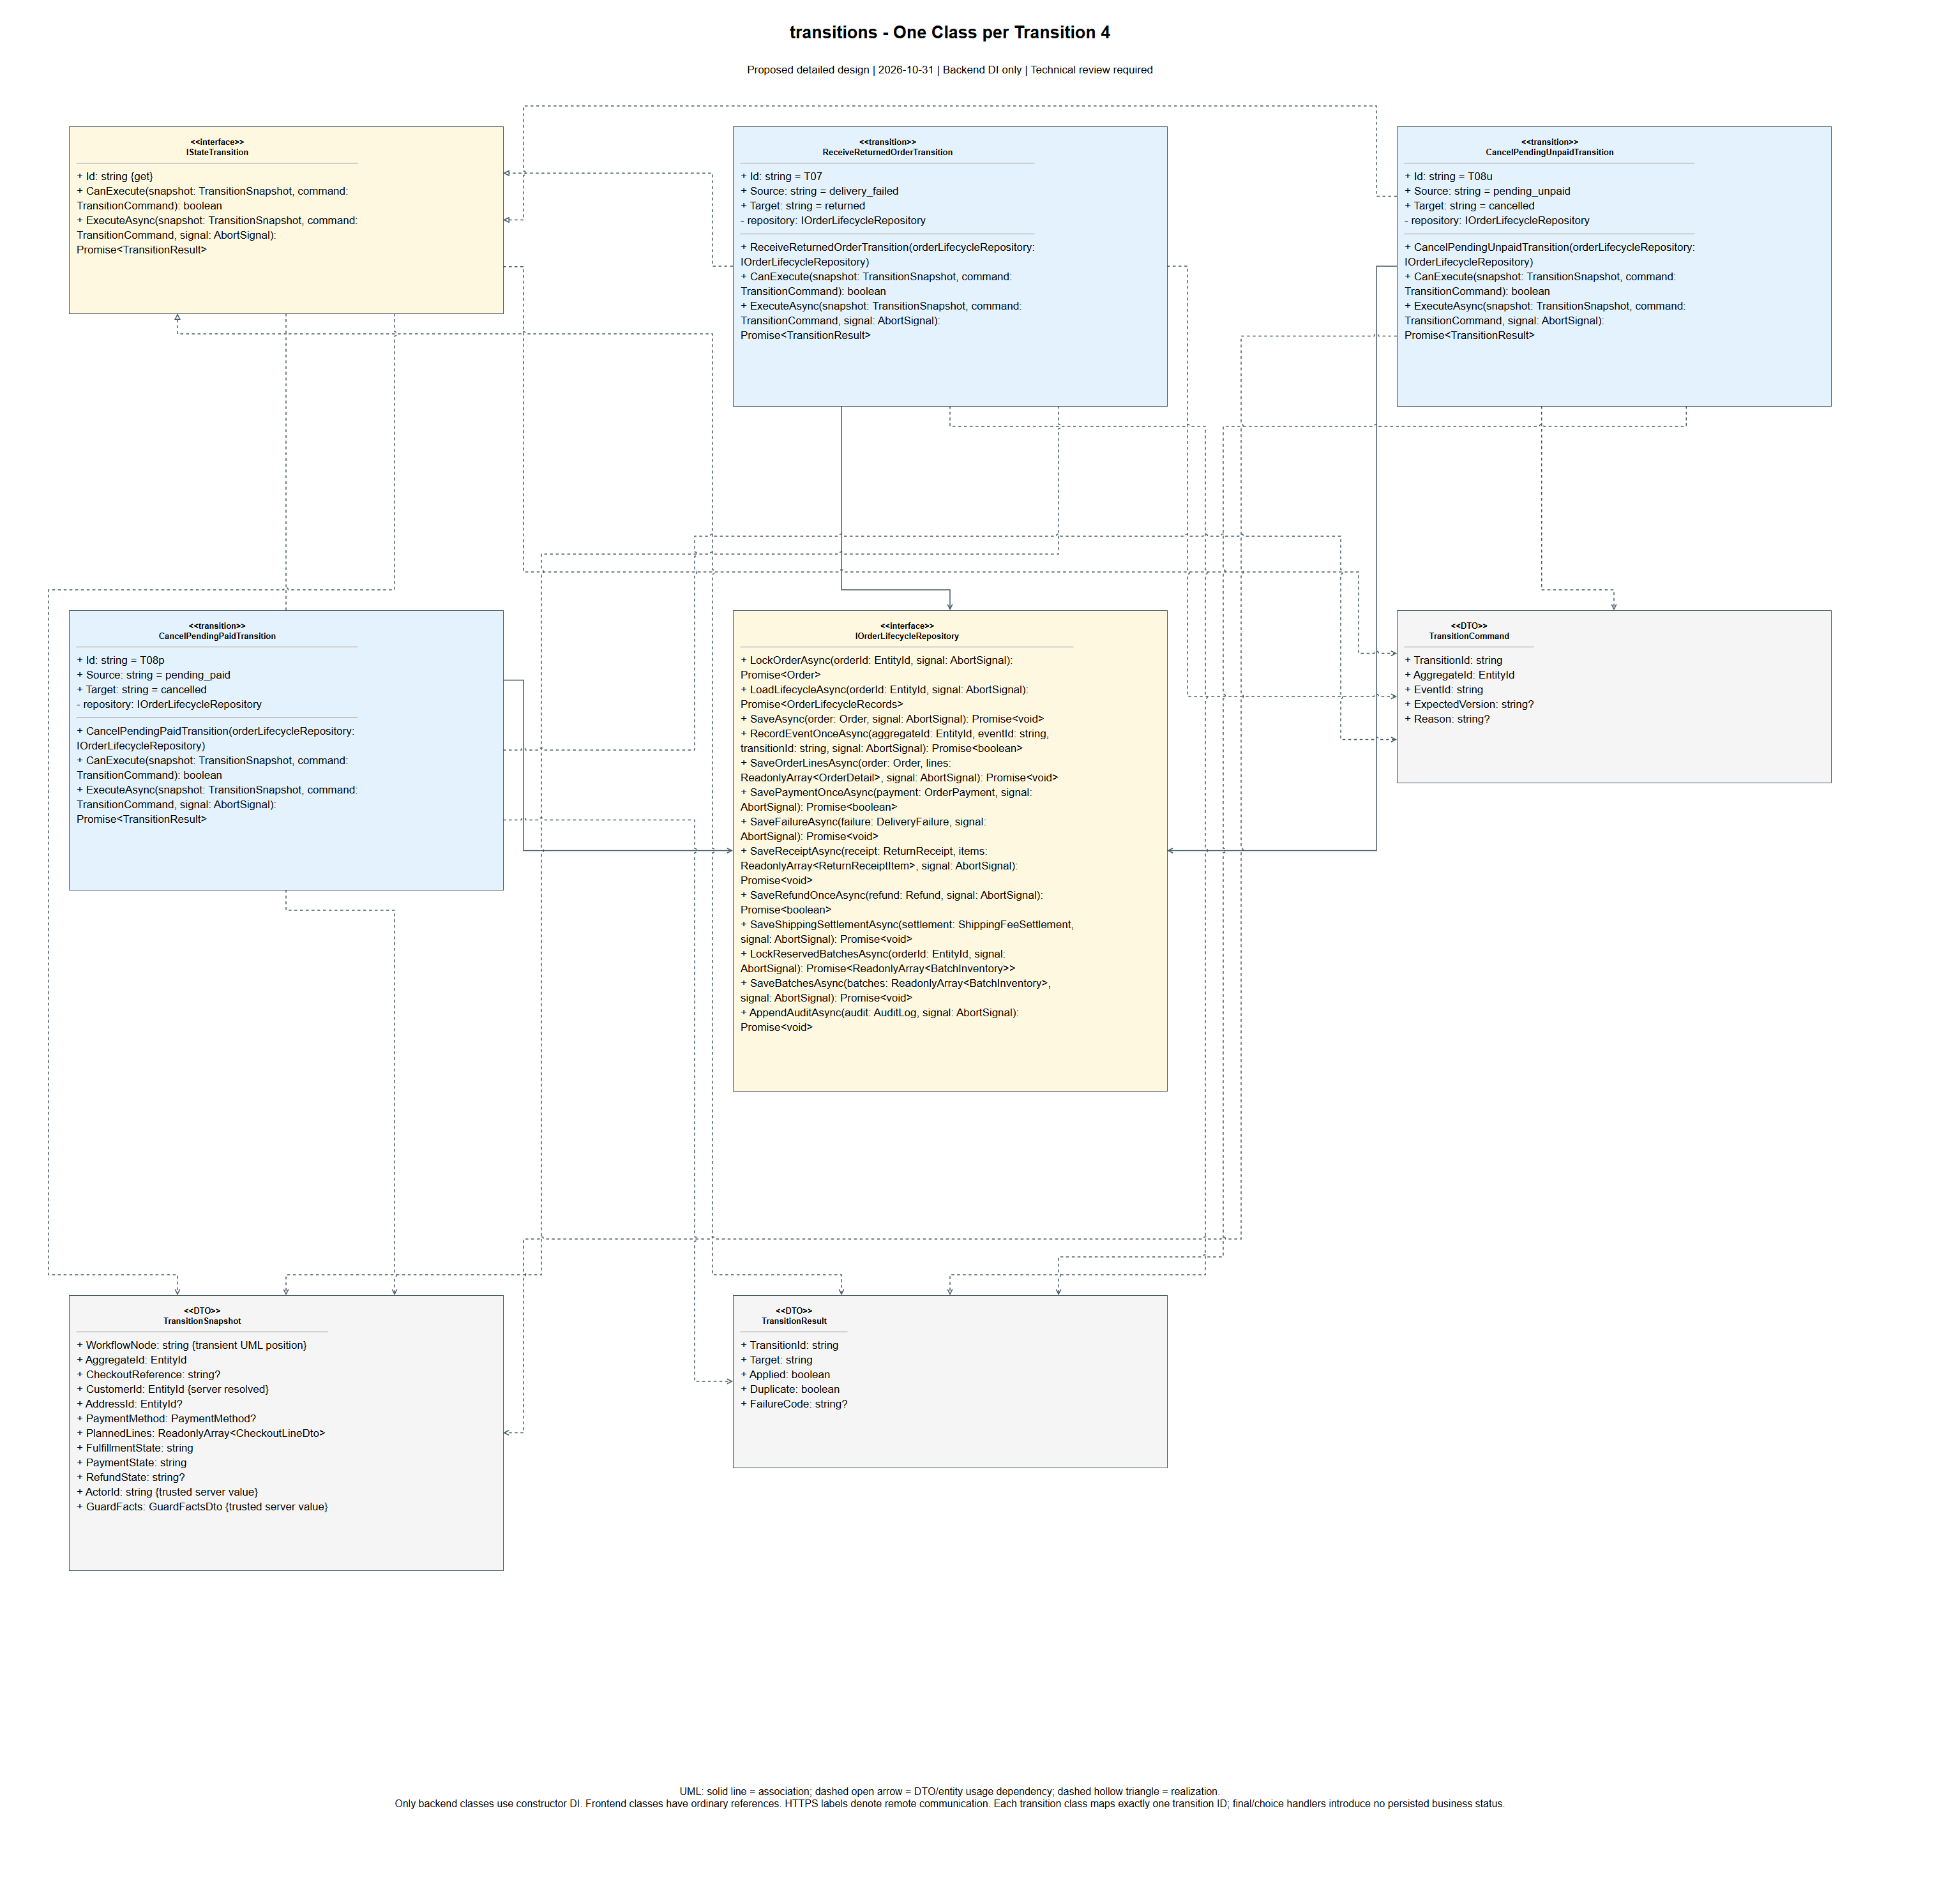 transitions - One Class per Transition 4
Proposed detailed design | 2026-10-31 | Backend DI only | Technical review required
<<interface>>
IStateTransition
+ Id: string {get}
+ CanExecute(snapshot: TransitionSnapshot, command:
TransitionCommand): boolean
+ ExecuteAsync(snapshot: TransitionSnapshot, command:
TransitionCommand, signal: AbortSignal):
Promise<TransitionResult>
<<transition>>
ReceiveReturnedOrderTransition
+ Id: string = T07
+ Source: string = delivery_failed
+ Target: string = returned
- repository: IOrderLifecycleRepository
+ ReceiveReturnedOrderTransition(orderLifecycleRepository:
IOrderLifecycleRepository)
+ CanExecute(snapshot: TransitionSnapshot, command:
TransitionCommand): boolean
+ ExecuteAsync(snapshot: TransitionSnapshot, command:
TransitionCommand, signal: AbortSignal):
Promise<TransitionResult>
<<transition>>
CancelPendingUnpaidTransition
+ Id: string = T08u
+ Source: string = pending_unpaid
+ Target: string = cancelled
- repository: IOrderLifecycleRepository
+ CancelPendingUnpaidTransition(orderLifecycleRepository:
IOrderLifecycleRepository)
+ CanExecute(snapshot: TransitionSnapshot, command:
TransitionCommand): boolean
+ ExecuteAsync(snapshot: TransitionSnapshot, command:
TransitionCommand, signal: AbortSignal):
Promise<TransitionResult>
<<transition>>
CancelPendingPaidTransition
+ Id: string = T08p
+ Source: string = pending_paid
+ Target: string = cancelled
- repository: IOrderLifecycleRepository
+ CancelPendingPaidTransition(orderLifecycleRepository:
IOrderLifecycleRepository)
+ CanExecute(snapshot: TransitionSnapshot, command:
TransitionCommand): boolean
+ ExecuteAsync(snapshot: TransitionSnapshot, command:
TransitionCommand, signal: AbortSignal):
Promise<TransitionResult>
<<interface>>
IOrderLifecycleRepository
+ LockOrderAsync(orderId: EntityId, signal: AbortSignal):
Promise<Order>
+ LoadLifecycleAsync(orderId: EntityId, signal: AbortSignal):
Promise<OrderLifecycleRecords>
+ SaveAsync(order: Order, signal: AbortSignal): Promise<void>
+ RecordEventOnceAsync(aggregateId: EntityId, eventId: string,
transitionId: string, signal: AbortSignal): Promise<boolean>
+ SaveOrderLinesAsync(order: Order, lines:
ReadonlyArray<OrderDetail>, signal: AbortSignal): Promise<void>
+ SavePaymentOnceAsync(payment: OrderPayment, signal:
AbortSignal): Promise<boolean>
+ SaveFailureAsync(failure: DeliveryFailure, signal:
AbortSignal): Promise<void>
+ SaveReceiptAsync(receipt: ReturnReceipt, items:
ReadonlyArray<ReturnReceiptItem>, signal: AbortSignal):
Promise<void>
+ SaveRefundOnceAsync(refund: Refund, signal: AbortSignal):
Promise<boolean>
+ SaveShippingSettlementAsync(settlement: ShippingFeeSettlement,
signal: AbortSignal): Promise<void>
+ LockReservedBatchesAsync(orderId: EntityId, signal:
AbortSignal): Promise<ReadonlyArray<BatchInventory>>
+ SaveBatchesAsync(batches: ReadonlyArray<BatchInventory>,
signal: AbortSignal): Promise<void>
+ AppendAuditAsync(audit: AuditLog, signal: AbortSignal):
Promise<void>
<<DTO>>
TransitionCommand
+ TransitionId: string
+ AggregateId: EntityId
+ EventId: string
+ ExpectedVersion: string?
+ Reason: string?
<<DTO>>
TransitionSnapshot
+ WorkflowNode: string {transient UML position}
+ AggregateId: EntityId
+ CheckoutReference: string?
+ CustomerId: EntityId {server resolved}
+ AddressId: EntityId?
+ PaymentMethod: PaymentMethod?
+ PlannedLines: ReadonlyArray<CheckoutLineDto>
+ FulfillmentState: string
+ PaymentState: string
+ RefundState: string?
+ ActorId: string {trusted server value}
+ GuardFacts: GuardFactsDto {trusted server value}
<<DTO>>
TransitionResult
+ TransitionId: string
+ Target: string
+ Applied: boolean
+ Duplicate: boolean
+ FailureCode: string?
UML: solid line = association; dashed open arrow = DTO/entity usage dependency; dashed hollow triangle = realization.
Only backend classes use constructor DI. Frontend classes have ordinary references. HTTPS labels denote remote communication. Each transition class maps exactly one transition ID; final/choice handlers introduce no persisted business status.